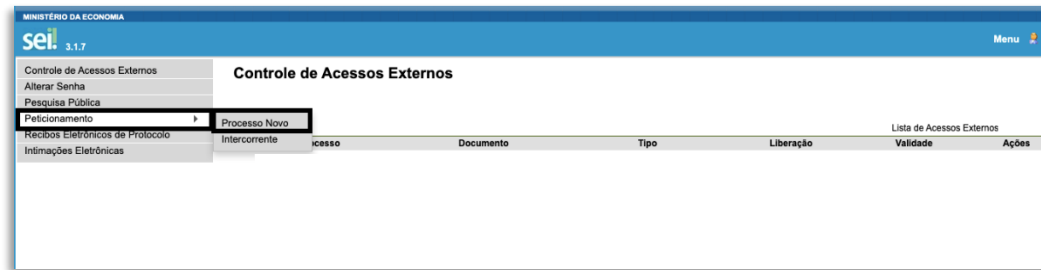 MINISTÉRIO DA ECONOMIA
sei! 3.1.7
Menu
Controle de Acessos Externos
Alterar Senha
Pesquisa Pública
Peticionamento
Recibos Eletrônicos de Protocolo
Intimações Eletrônicas
Processo Novo
Intercorrente
Controle de Acessos Externos
Lista de Acessos Externos
Documento Tipo Liberação Validade Ações